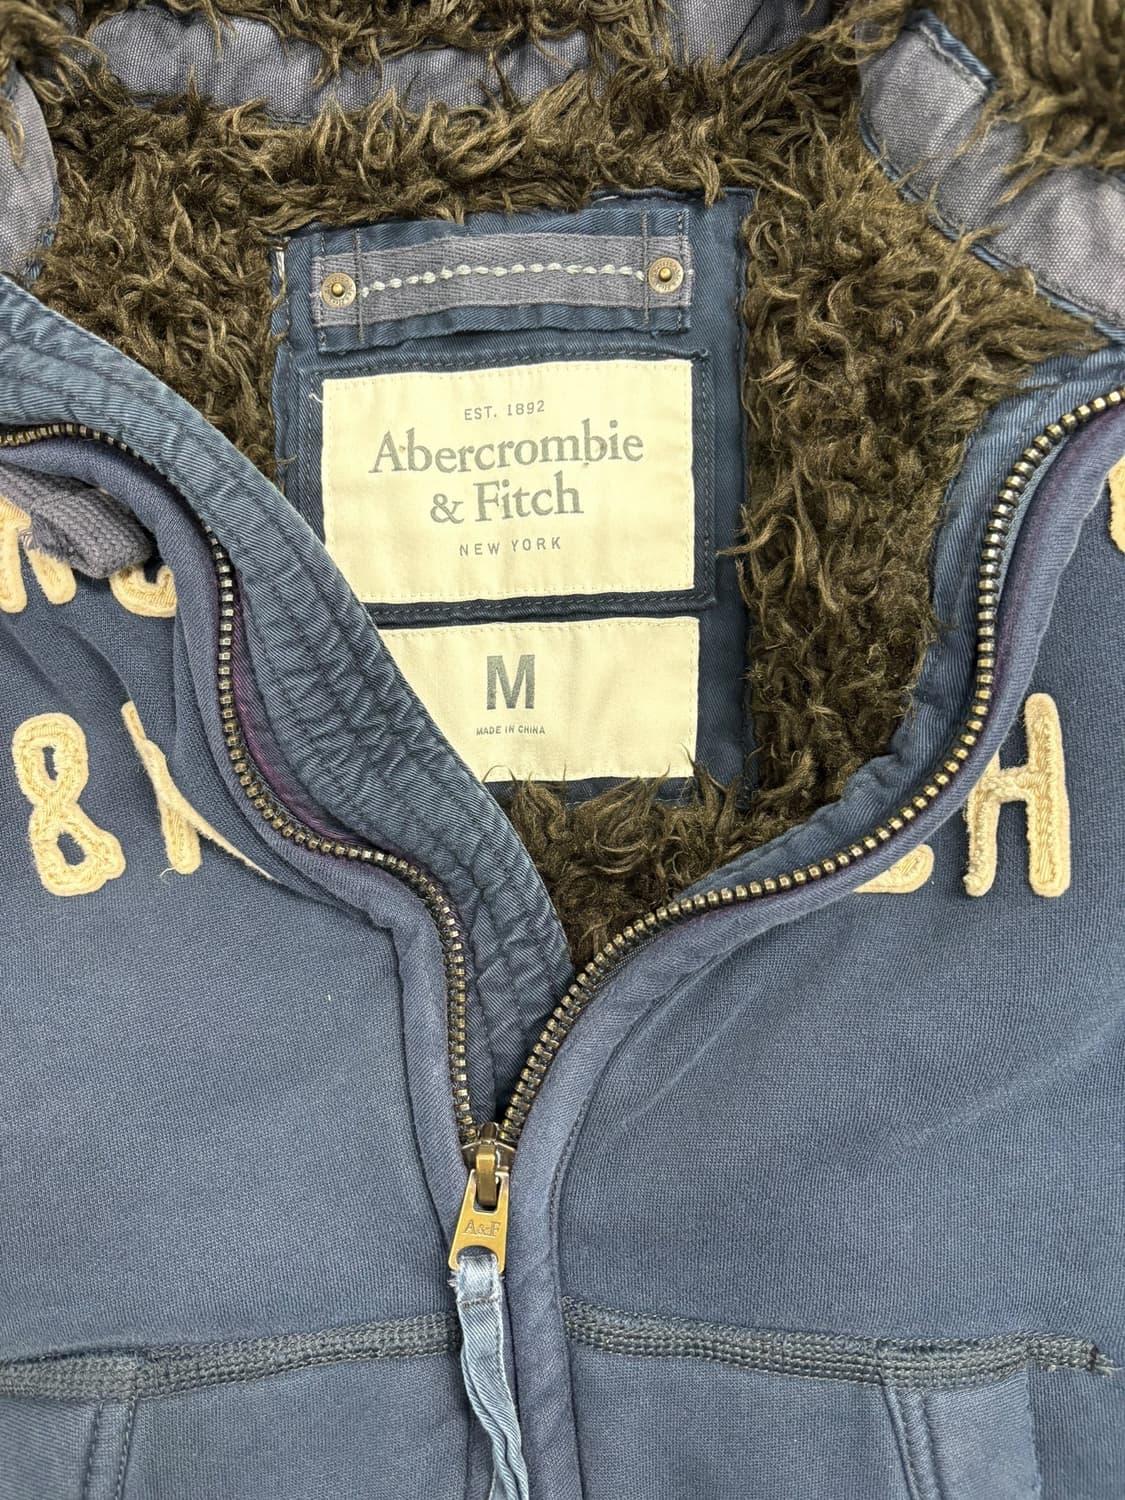 EST. 1892
Abercrombie
& Fitch
NEW YORK
M
MADE IN CHINA
&
H
A&F